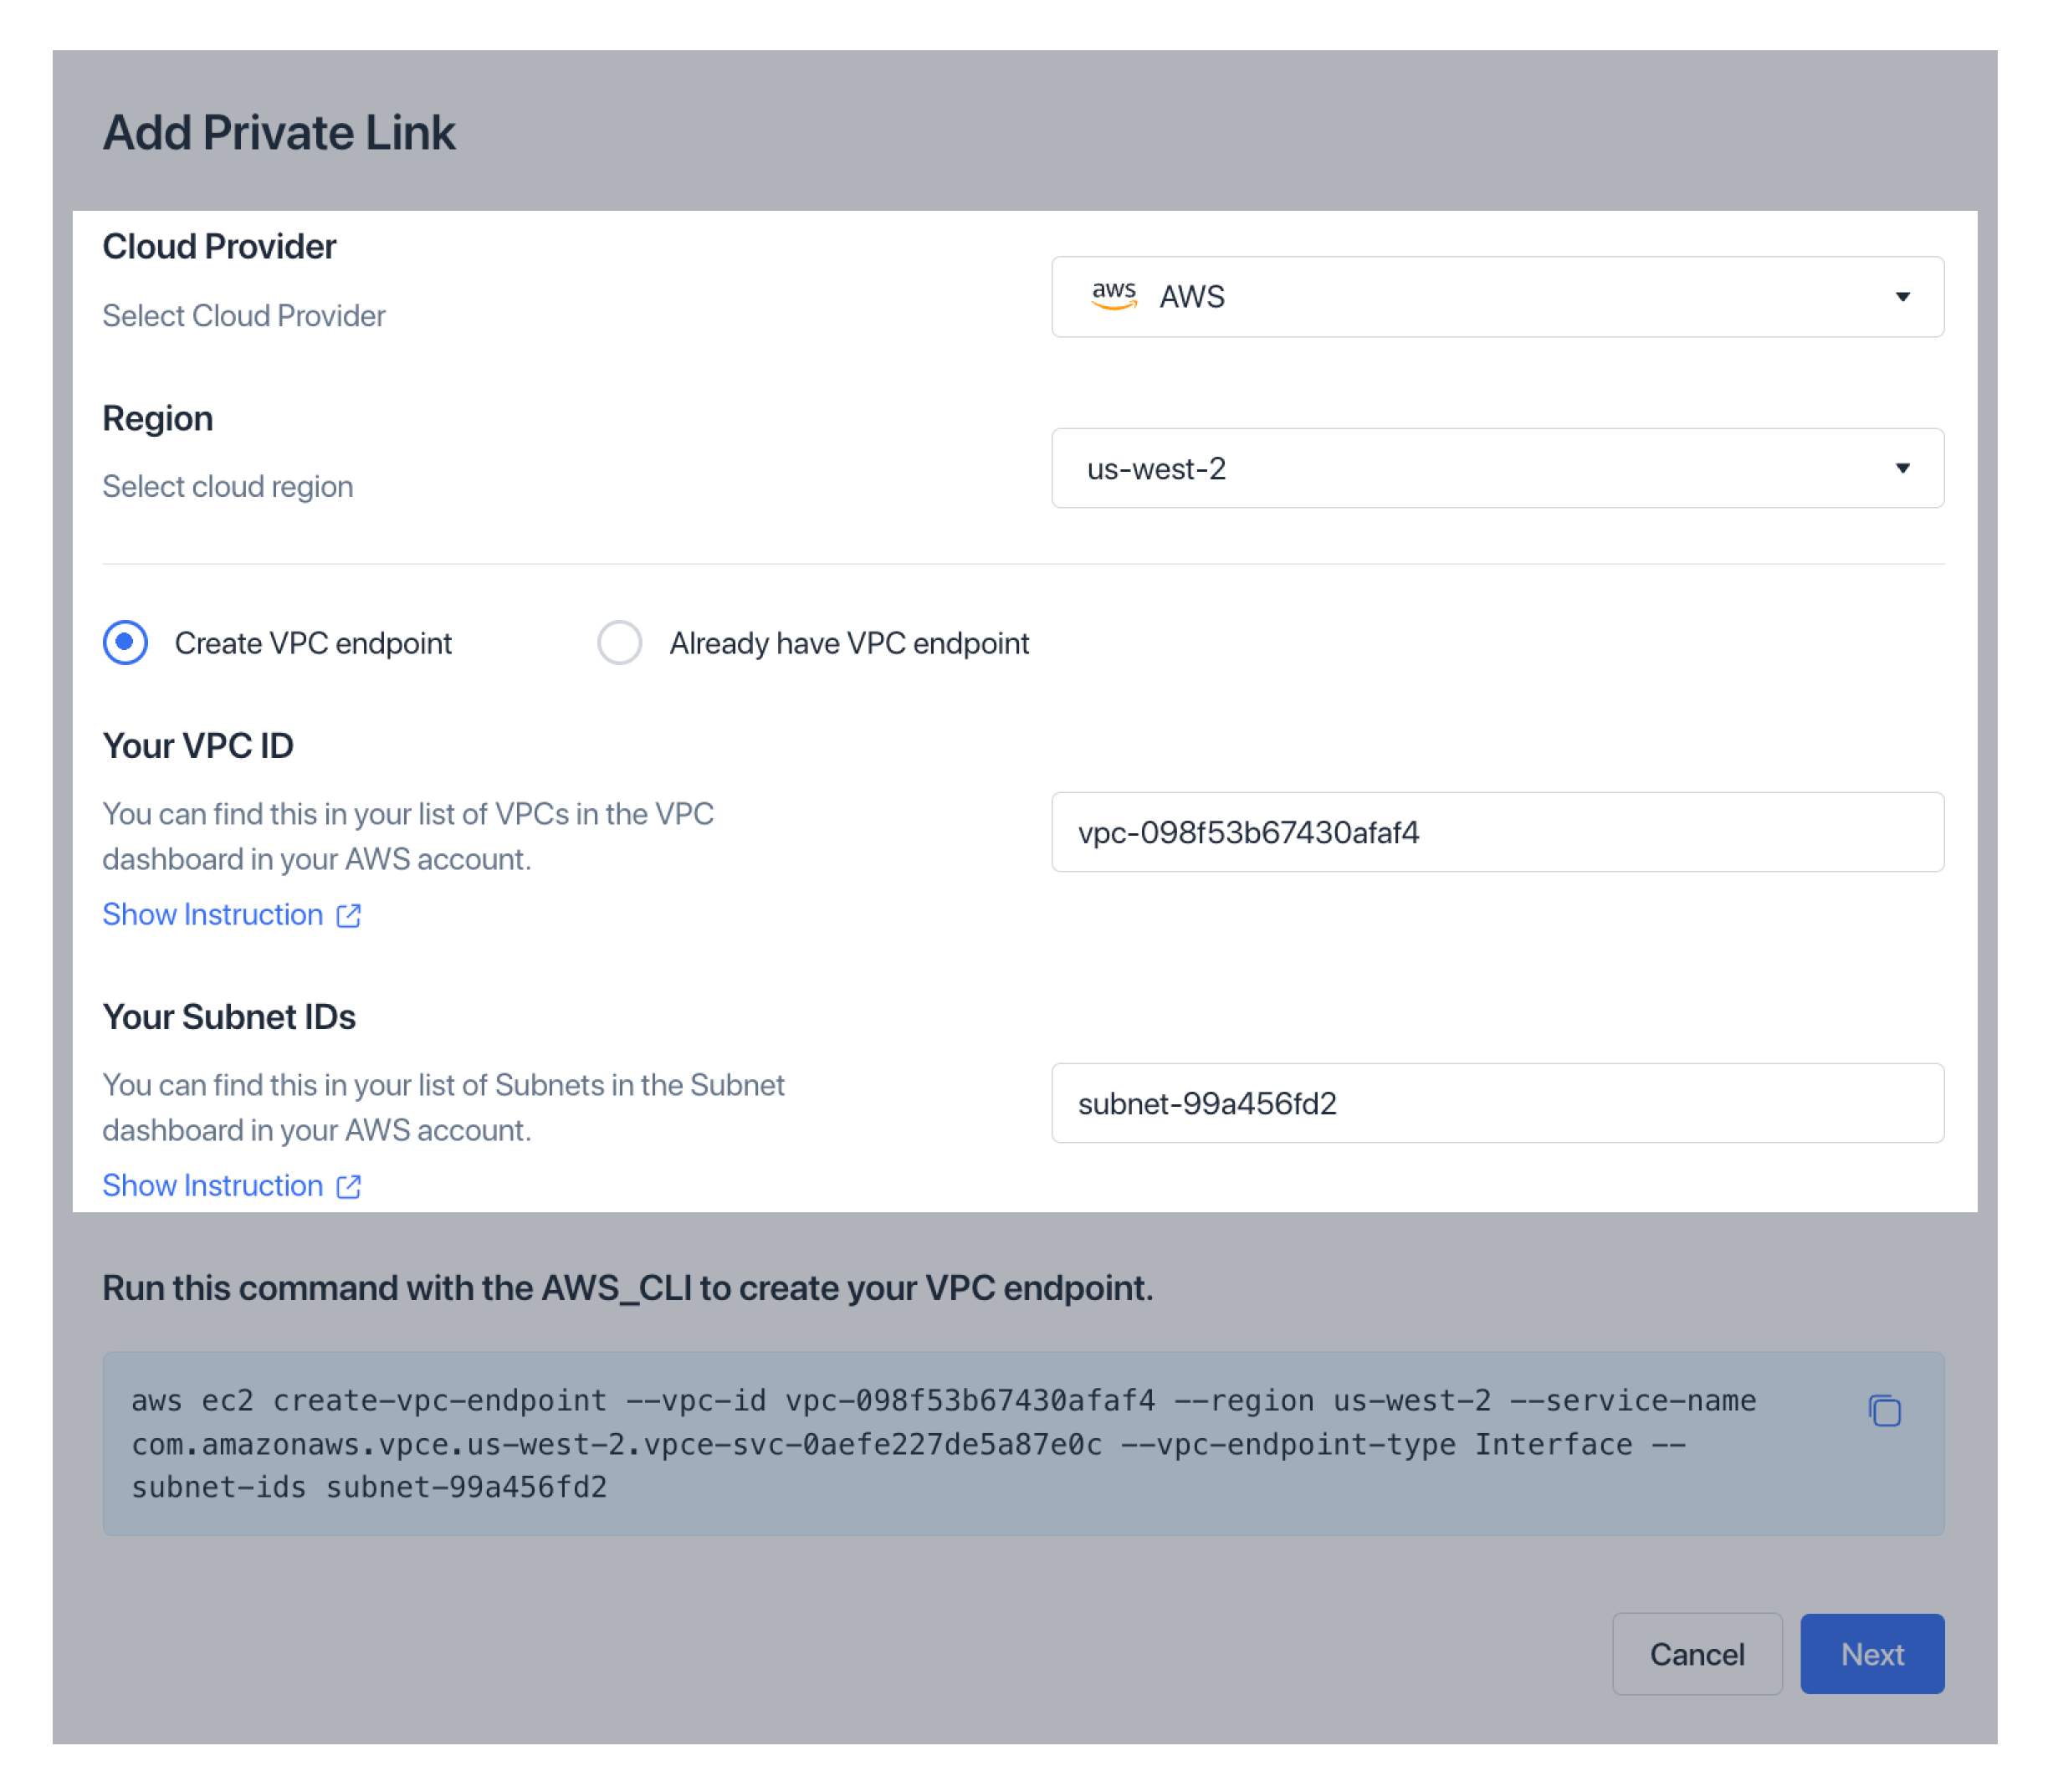 Add Private Link
Cloud Provider
Select Cloud Provider
aws AWS
Region
Select cloud region
us-west-2
Create VPC endpoint
Already have VPC endpoint
Your VPC ID
You can find this in your list of VPCs in the VPC
dashboard in your AWS account.
Show Instruction
vpc-098f53b67430afaf4
Your Subnet IDs
You can find this in your list of Subnets in the Subnet
dashboard in your AWS account.
Show Instruction
subnet-99a456fd2
Run this command with the AWS_CLI to create your VPC endpoint.
aws ec2 create-vpc-endpoint --vpc-id vpc-098f53b67430afaf4 --region us-west-2 --service-name
com.amazonaws.vpce.us-west-2.vpce-svc-0aefe227de5a87e0c --vpc-endpoint-type Interface --
subnet-ids subnet-99a456fd2
Cancel
Next